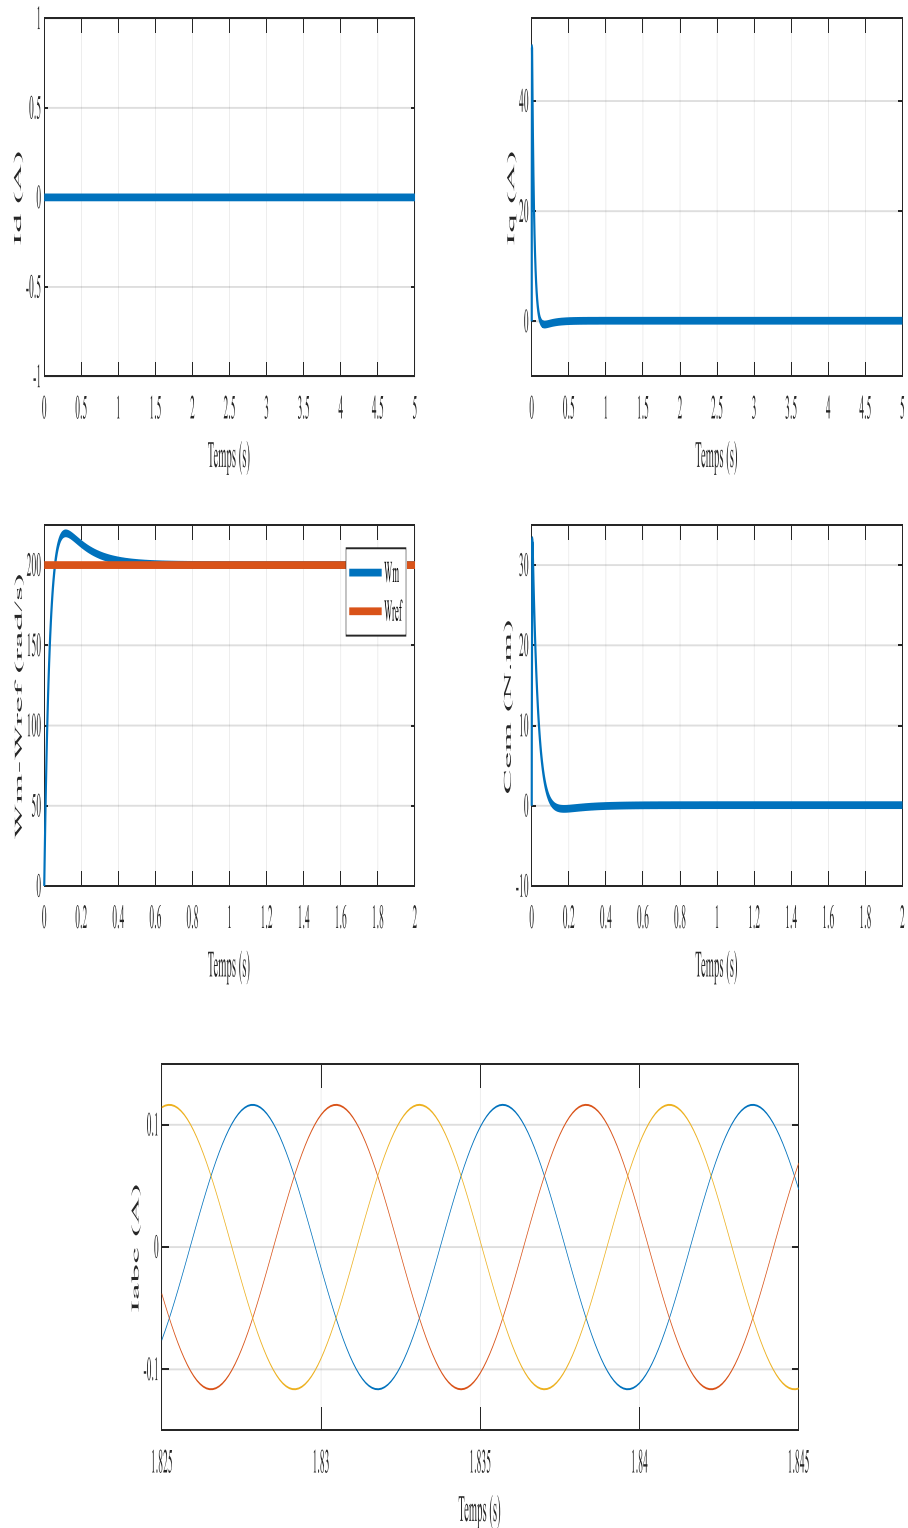 1
0.5
0
-0.5
-1
Id (A)
0 0.5 1 1.5 2 2.5 3 3.5 4 4.5 5
Temps (s)
40
20
0
Iq (A)
0 0.5 1 1.5 2 2.5 3 3.5 4 4.5 5
Temps (s)
200
150
100
50
0
Wm-Wref (rad/s)
Wm
Wref
0 0.2 0.4 0.6 0.8 1 1.2 1.4 1.6 1.8 2
Temps (s)
30
20
10
0
-10
Cem (N.m)
0 0.2 0.4 0.6 0.8 1 1.2 1.4 1.6 1.8 2
Temps (s)
0.1
0
-0.1
Iabc (A)
1.825 1.83 1.835 1.84 1.845
Temps (s)